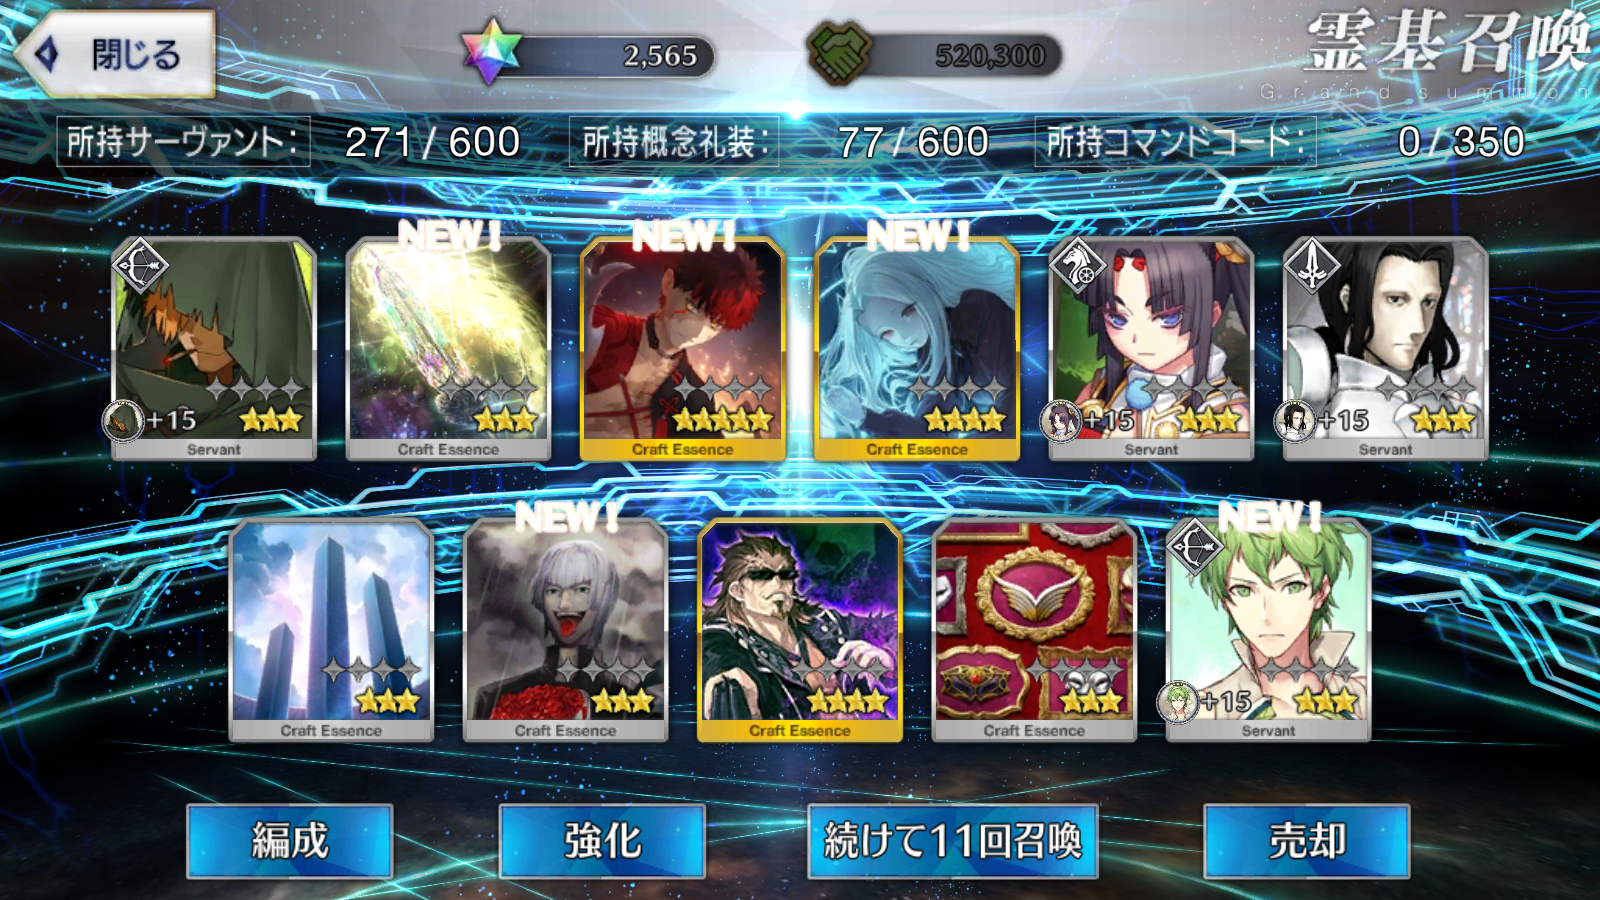 閉じる
2,565
520,300
霊基召喚
Grand summon
所持サーヴァント: 271 / 600
所持概念礼装: 77 / 600
所持コマンドコード: 0 / 350
NEW! NEW! NEW!
+15 +15 +15
Servant Craft Essence Craft Essence Craft Essence Servant Servant
NEW! NEW!
+15
Craft Essence Craft Essence Craft Essence Craft Essence Servant
編成 強化 続けて11回召喚 売却